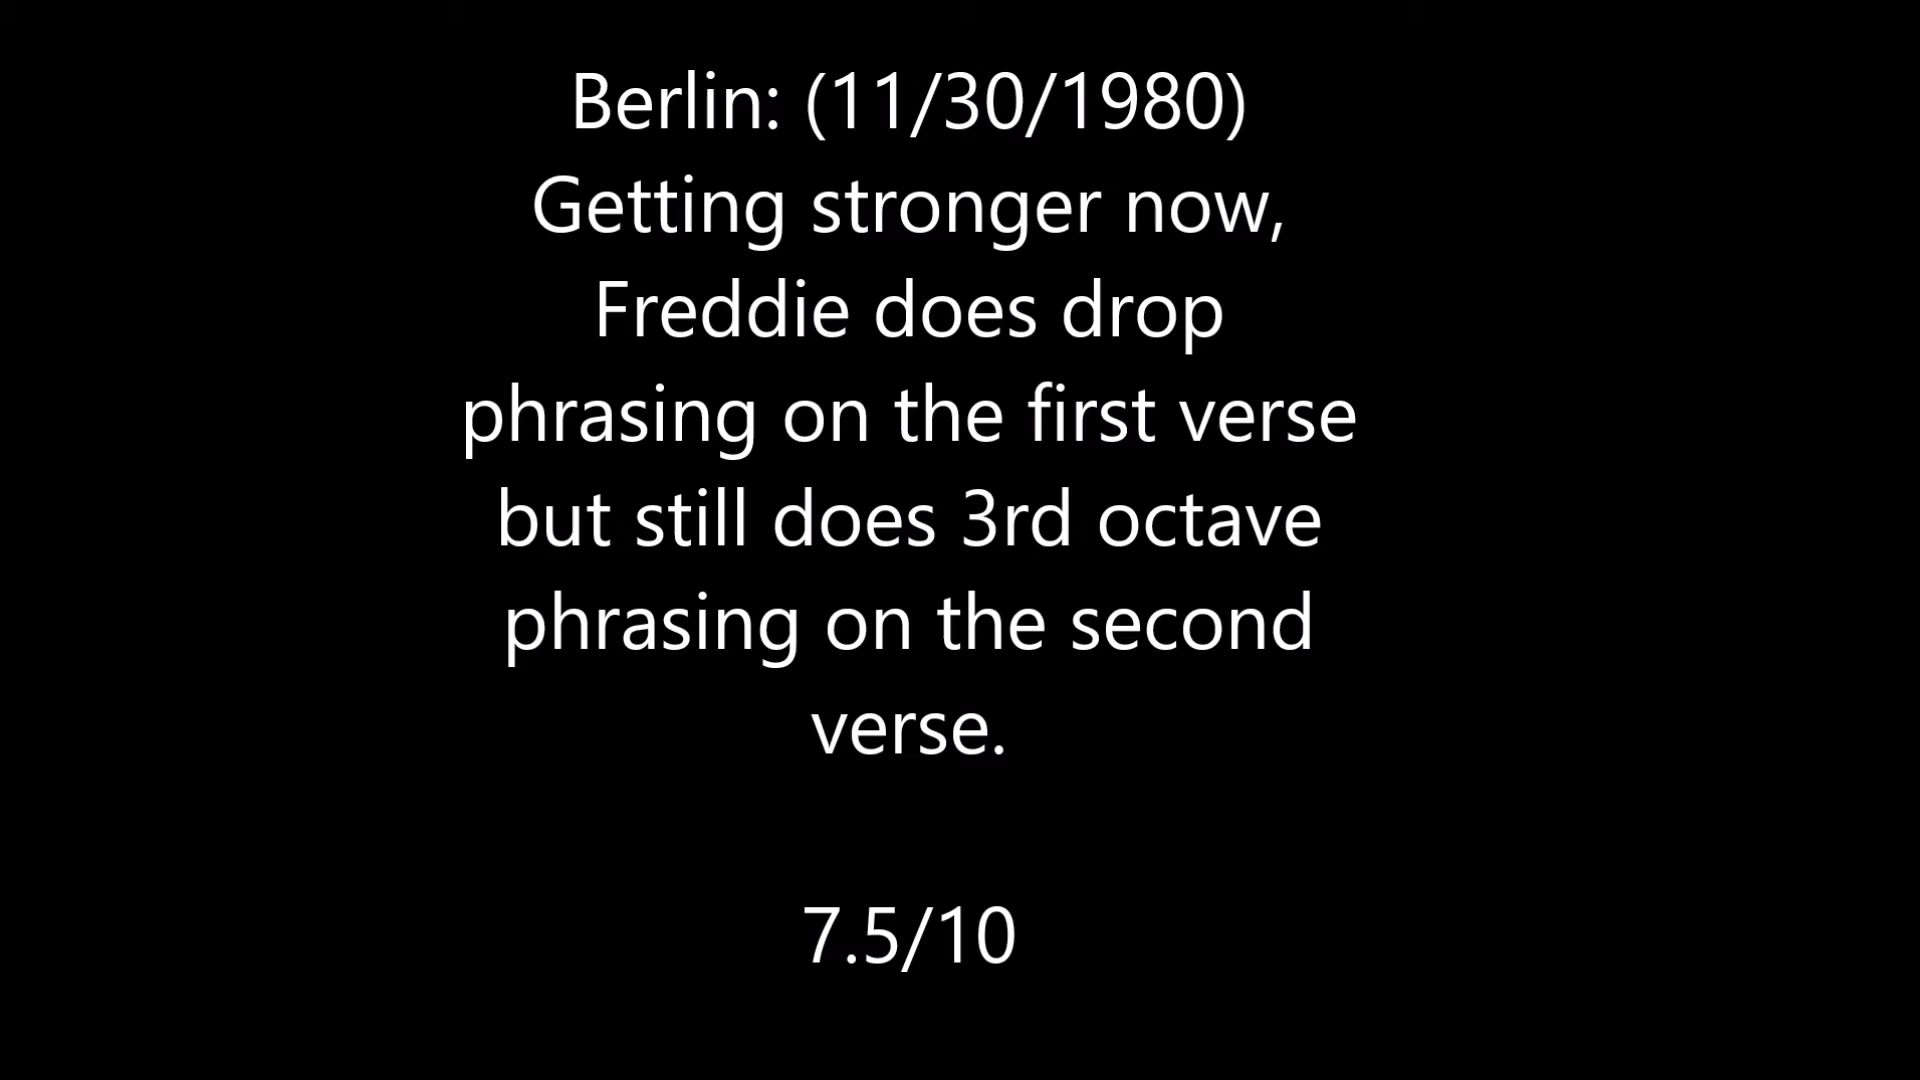 Berlin: (11/30/1980)
Getting stronger now,
Freddie does drop
phrasing on the first verse
but still does 3rd octave
phrasing on the second
verse.
7.5/10